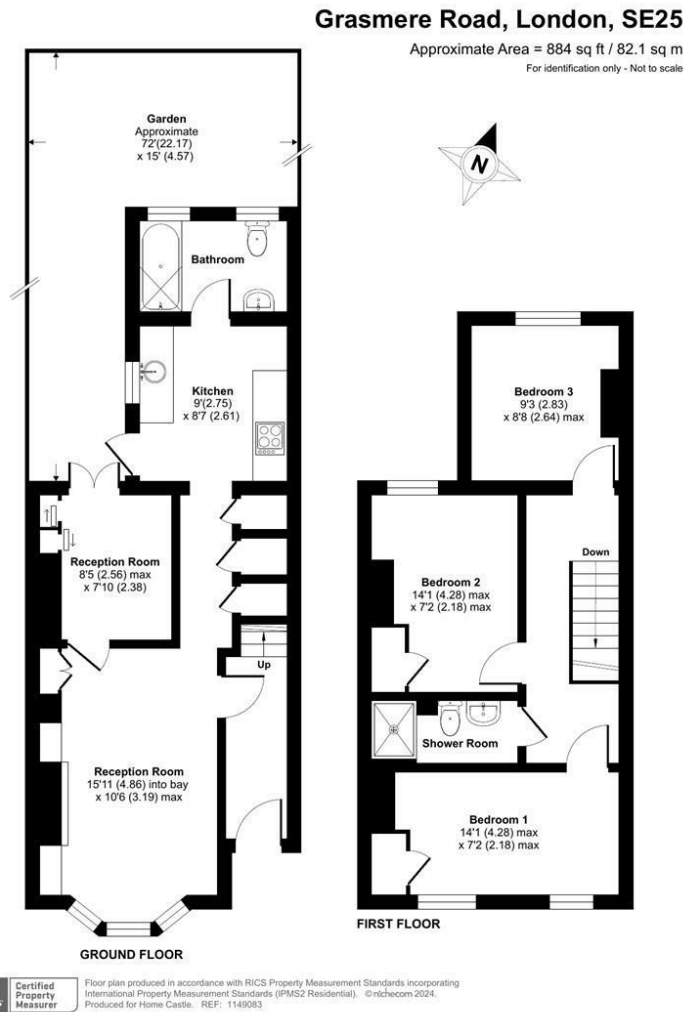 Grasmere Road, London, SE25
Approximate Area = 884 sq ft / 82.1 sq m
For identification only - Not to scale
N
Garden
Approximate
72'(22.17)
x 15' (4.57)
Bathroom
Kitchen
9'(2.75)
x 8'7 (2.61)
Reception Room
8'5 (2.56) max
x 7'10 (2.38)
Up
Reception Room
15'11 (4.86) into bay
x 10'6 (3.19) max
GROUND FLOOR
Bedroom 3
9'3 (2.83)
x 8'8 (2.64) max
Down
Bedroom 2
14'1 (4.28) max
x 7'2 (2.18) max
Shower Room
Bedroom 1
14'1 (4.28) max
x 7'2 (2.18) max
FIRST FLOOR
Certified
Property
Measurer
Floor plan produced in accordance with RICS Property Measurement Standards incorporating
International Property Measurement Standards (IPMS2 Residential). ©nichecom 2024.
Produced for Home Castle. REF: 1149083